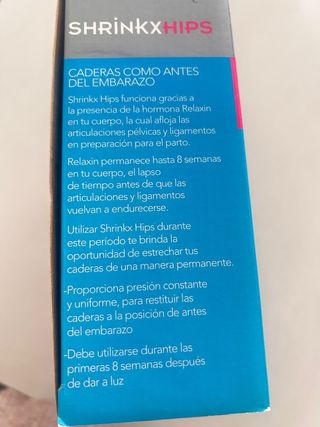 SHRINKXHIPS
CADERAS COMO ANTES
DEL EMBARAZO
Shrinkx Hips funciona gracias a
la presencia de la hormona Relaxin
en tu cuerpo, la cual afloja las
articulaciones pélvicas y ligamentos
en preparación para el parto.
Relaxin permanece hasta 8 semanas
en tu cuerpo, el lapso
de tiempo antes de que las
articulaciones y ligamentos
vuelvan a endurecerse.
Utilizar Shrinkx Hips durante
este período te brinda la
oportunidad de estrechar tus
caderas de una manera permanente.
-Proporciona presión constante
y uniforme, para restituir las
caderas a la posición de antes
del embarazo
-Debe utilizarse durante las
primeras 8 semanas después
de dar a luz